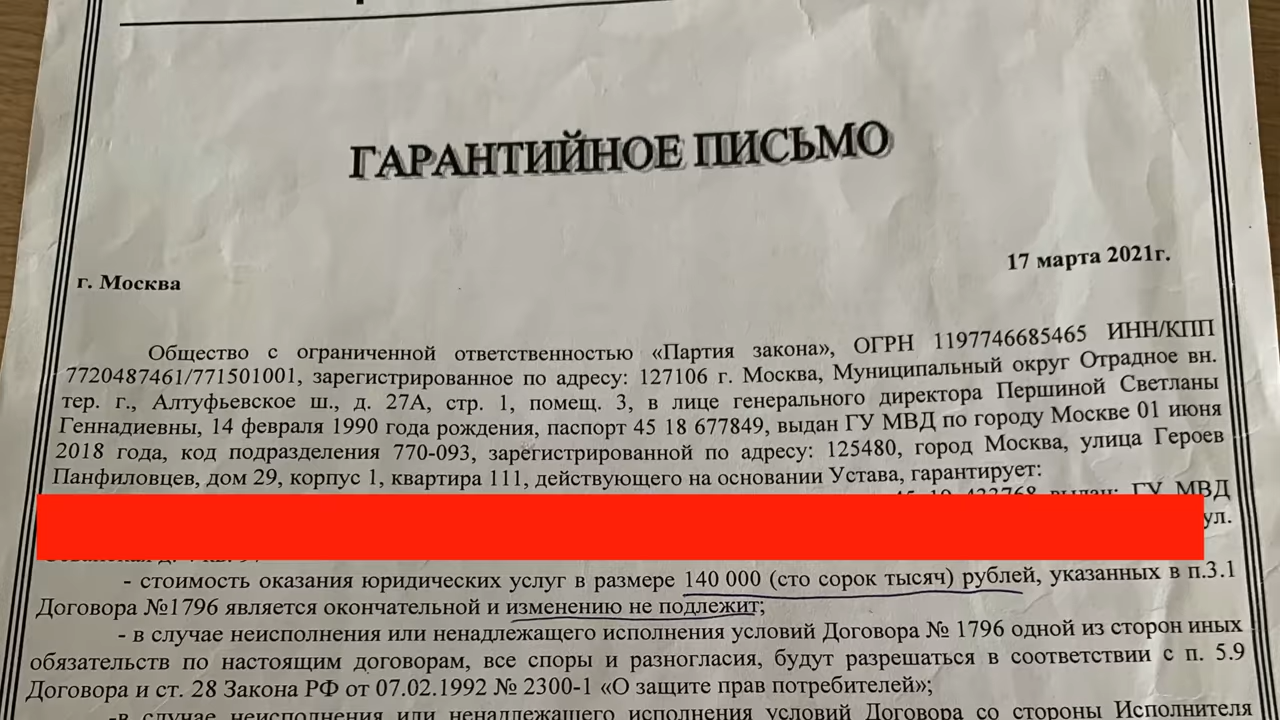 ГАРАНТИЙНОЕ ПИСЬМО
17 марта 2021г.
г. Москва
Общество с ограниченной ответственностью «Партия закона», ОГРН 1197746685465 ИНН/КПП
7720487461/771501001, зарегистрированное по адресу: 127106 г. Москва, Муниципальный округ Отрадное вн.
тер. г., Алтуфьевское ш., д. 27А, стр. 1, помещ. 3, в лице генерального директора Першиной Светланы
Геннадиевны, 14 февраля 1990 года рождения, паспорт 45 18 677849, выдан ГУ МВД по городу Москве 01 июня
2018 года, код подразделения 770-093, зарегистрированной по адресу: 125480, город Москва, улица Героев
Панфиловцев, дом 29, корпус 1, квартира 111, действующего на основании Устава, гарантирует:
выдан: ГУ МВД
ул.
- стоимость оказания юридических услуг в размере 140 000 (сто сорок тысяч) рублей, указанных в п.3.1
Договора №1796 является окончательной и изменению не подлежит;
- в случае неисполнения или ненадлежащего исполнения условий Договора № 1796 одной из сторон иных
обязательств по настоящим договорам, все споры и разногласия, будут разрешаться в соответствии с п. 5.9
Договора и ст. 28 Закона РФ от 07.02.1992 № 2300-1 «О защите прав потребителей»;
-в случае неисполнения или ненадлежащего исполнения условий Договора со стороны Исполнителя